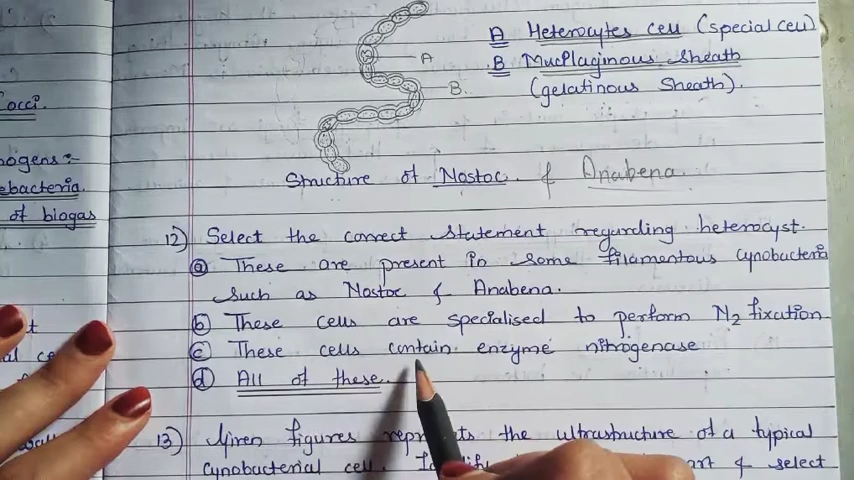 A Heterocytes cell (special cell)
B Mucilaginous Sheath
(gelatinous Sheath).
A
B.
Cocci.
Structure of Nostoc & Anabena.
ebacteria.
of biogas
12) Select the correct statement regarding heterocyst.
a These are present in some filamentous cynobacteria
such as Nostoc & Anabena.
b These cells are specialised to perform N2 fixation
c These cells contain enzyme nitrogenase
d All of these.
13) Given figures represents the ultrastructure of a typical
cynobacterial cell.
& select